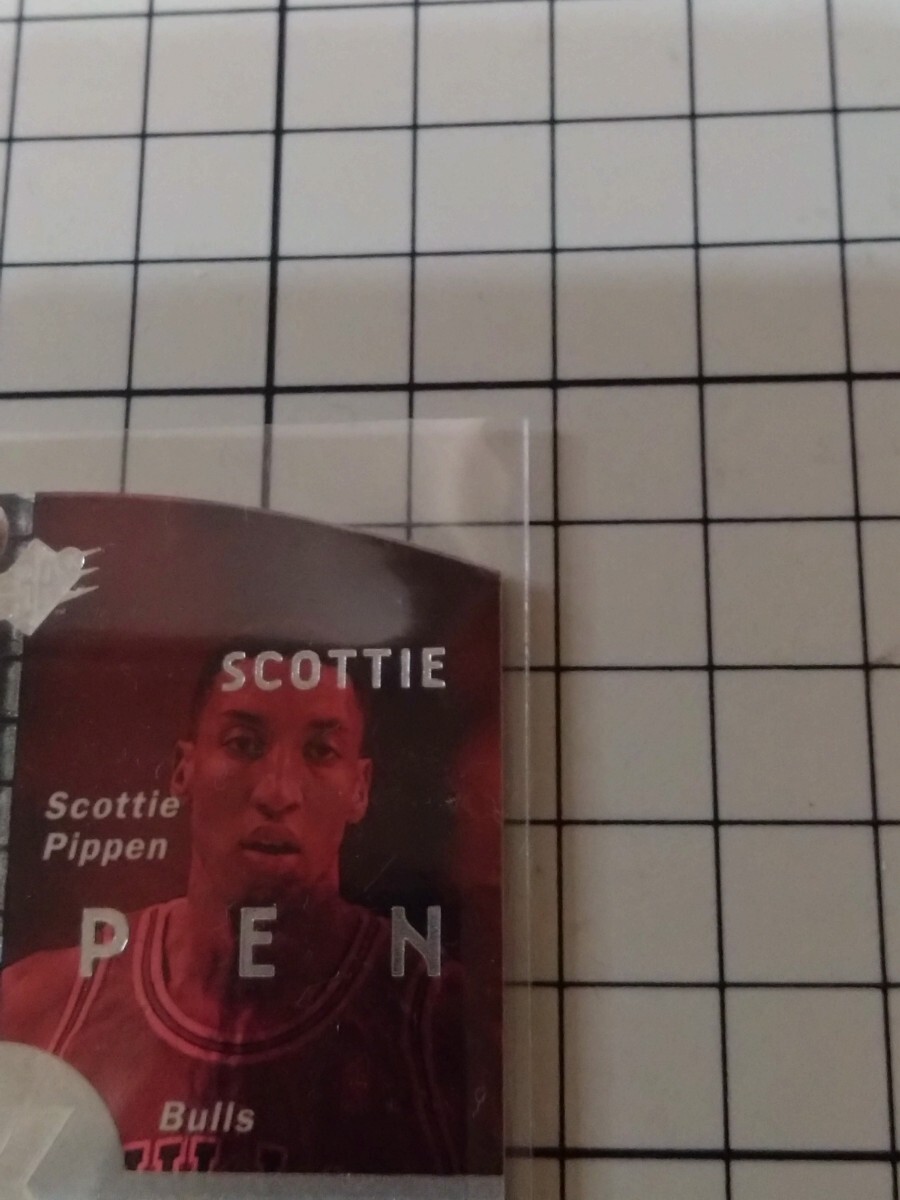 SCOTTIE
Scottie
Pippen
P E N
Bulls